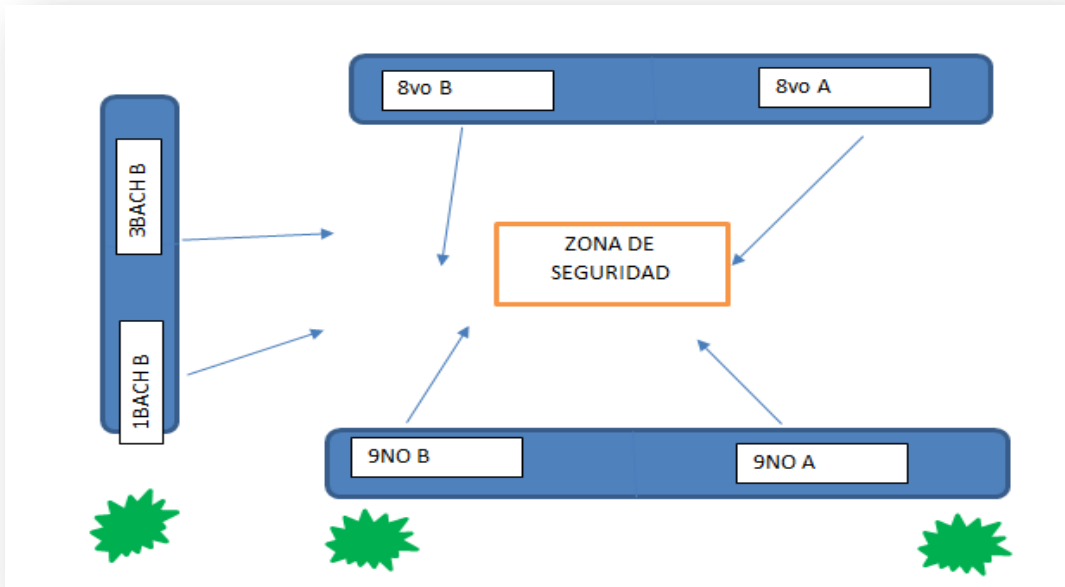 8vo B
8vo A
3BACH B
ZONA DE
SEGURIDAD
1BACH B
9NO B
9NO A